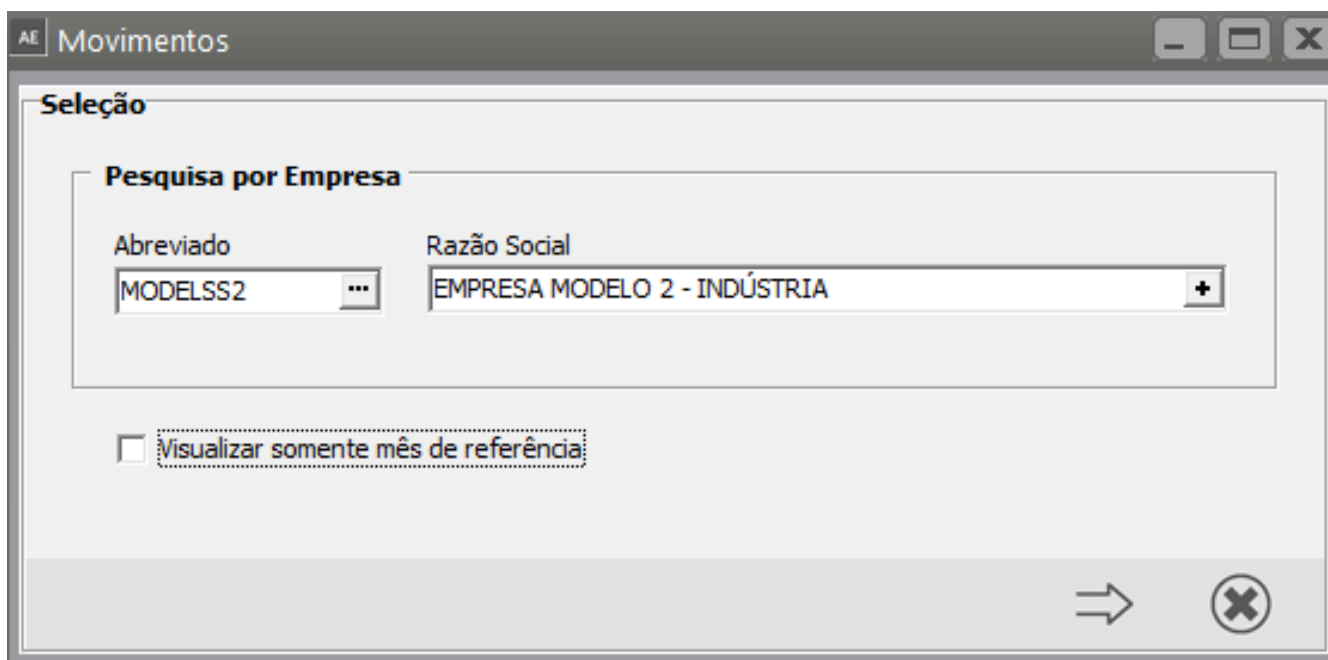 AE Movimentos
Seleção
Pesquisa por Empresa
Abreviado Razão Social
MODELSS2 ... EMPRESA MODELO 2 - INDÚSTRIA +
Visualizar somente mês de referência